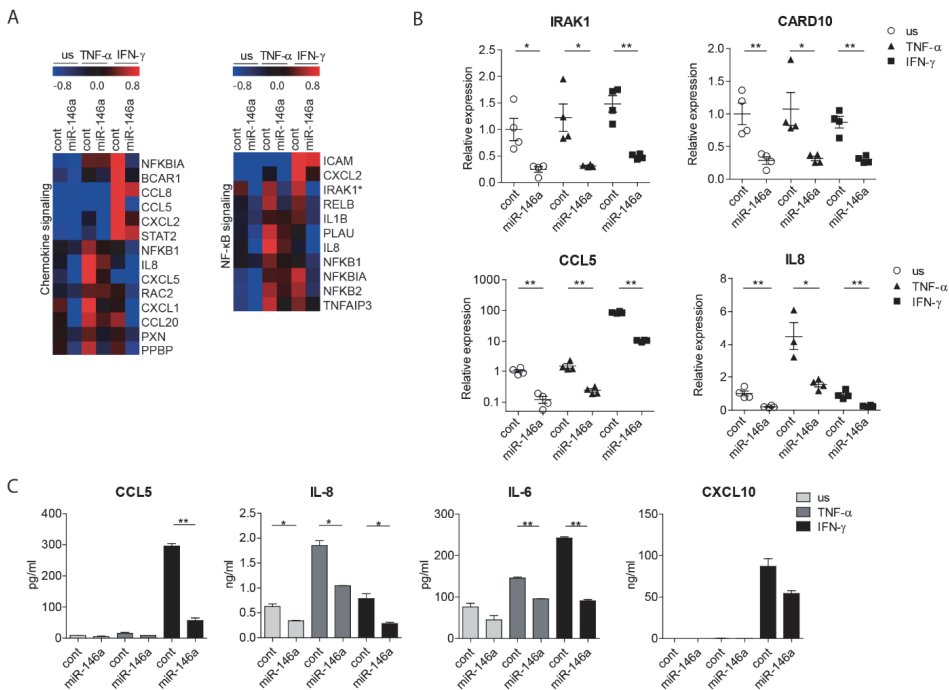 A
us TNF-α IFN-γ
-0.8 0.0 0.8
cont
miR-146a
cont
miR-146a
cont
miR-146a
Chemokine signaling
NFKBIA
BCAR1
CCL8
CCL5
CXCL2
STAT2
NFKB1
IL8
CXCL5
RAC2
CXCL1
CCL20
PXN
PPBP
us TNF-α IFN-γ
-0.8 0.0 0.8
cont
miR-146a
cont
miR-146a
cont
miR-146a
NF-κB signaling
ICAM
CXCL2
IRAK1*
RELB
IL1B
PLAU
IL8
NFKB1
NFKBIA
NFKB2
TNFAIP3
B
IRAK1
Relative expression
2.5
2.0
1.5
1.0
0.5
0.0
* * **
cont
miR-146a
cont
miR-146a
cont
miR-146a
CARD10
Relative expression
2.0
1.5
1.0
0.5
0.0
** * **
cont
miR-146a
cont
miR-146a
cont
miR-146a
us
TNF-α
IFN-γ
CCL5
Relative expression
1000
100
10
1
0.1
** ** **
cont
miR-146a
cont
miR-146a
cont
miR-146a
IL8
Relative expression
8
6
4
2
0
** * **
cont
miR-146a
cont
miR-146a
cont
miR-146a
us
TNF-α
IFN-γ
C
CCL5
pg/ml
400
300
200
100
0
**
cont
miR-146a
cont
miR-146a
cont
miR-146a
IL-8
ng/ml
2.5
2.0
1.5
1.0
0.5
0.0
* * *
cont
miR-146a
cont
miR-146a
cont
miR-146a
IL-6
pg/ml
300
200
100
0
** **
cont
miR-146a
cont
miR-146a
cont
miR-146a
CXCL10
ng/ml
150
100
50
0
cont
miR-146a
cont
miR-146a
cont
miR-146a
us
TNF-α
IFN-γ